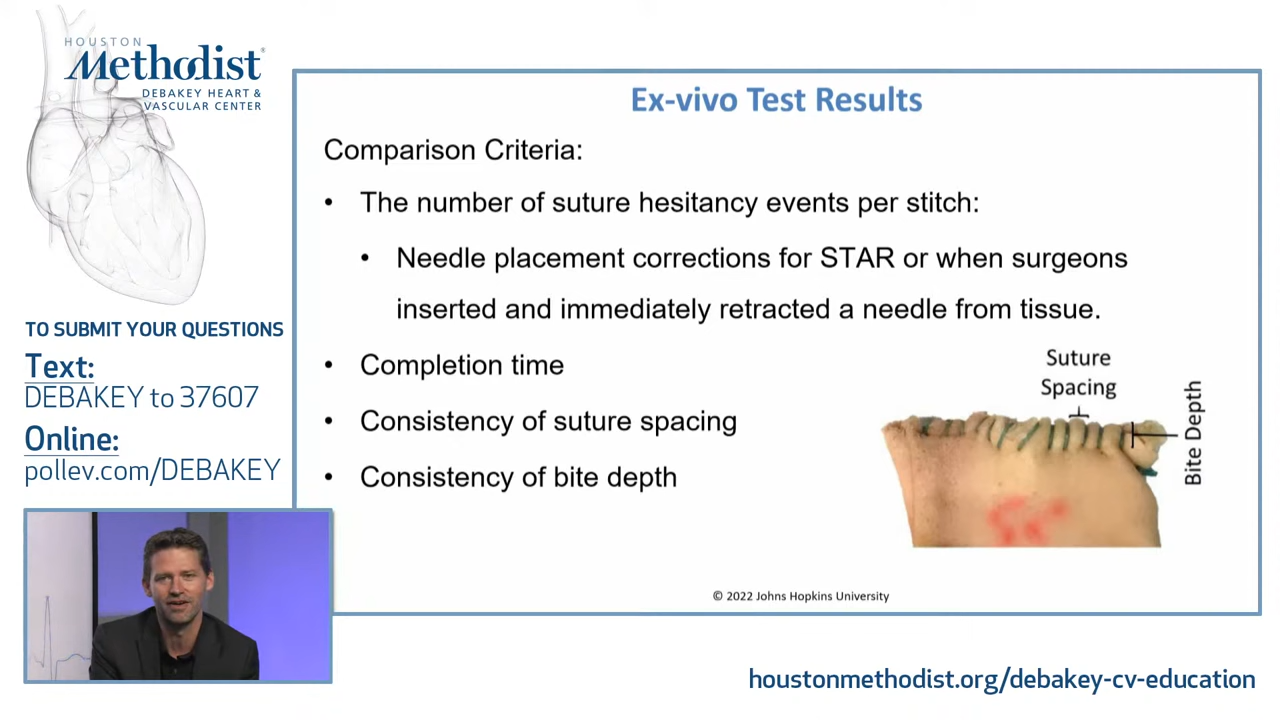 HOUSTON
Methodist®
DEBAKEY HEART &
VASCULAR CENTER
TO SUBMIT YOUR QUESTIONS
Text:
DEBAKEY to 37607
Online:
pollev.com/DEBAKEY
Ex-vivo Test Results
Comparison Criteria:
• The number of suture hesitancy events per stitch:
• Needle placement corrections for STAR or when surgeons
inserted and immediately retracted a needle from tissue.
• Completion time
• Consistency of suture spacing
• Consistency of bite depth
Suture
Spacing
Bite Depth
© 2022 Johns Hopkins University
houstonmethodist.org/debakey-cv-education